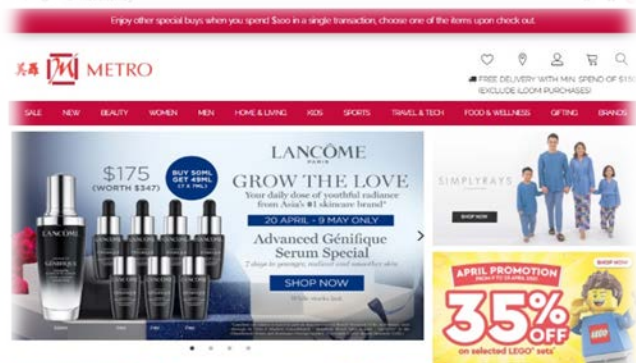 Enjoy other special buys when you spend $100 in a single transaction, choose one of the items upon check out.
美羅 METRO
FREE DELIVERY WITH MIN. SPEND OF $150
(EXCLUDE ILOOM PURCHASES)
SALE NEW BEAUTY WOMEN MEN HOME & LIVING KIDS SPORTS TRAVEL & TECH FOOD & WELLNESS GIFTING BRANDS
$175
(WORTH $347)
BUY 50ML
GET 49ML
(7 X 7ML)
LANCÔME
PARIS
GROW THE LOVE
Your daily dose of youthful radiance
from Asia's #1 skincare brand*
20 APRIL - 9 MAY ONLY
Advanced Génifique
Serum Special
7 days to younger, radiant and smoother skin
SHOP NOW
While stocks last
LANCÔME
GÉNIFIQUE
SIMPLYRAYS
SHOP NOW
APRIL PROMOTION
SHOP NOW
35%
OFF
on selected LEGO® sets*
LEGO